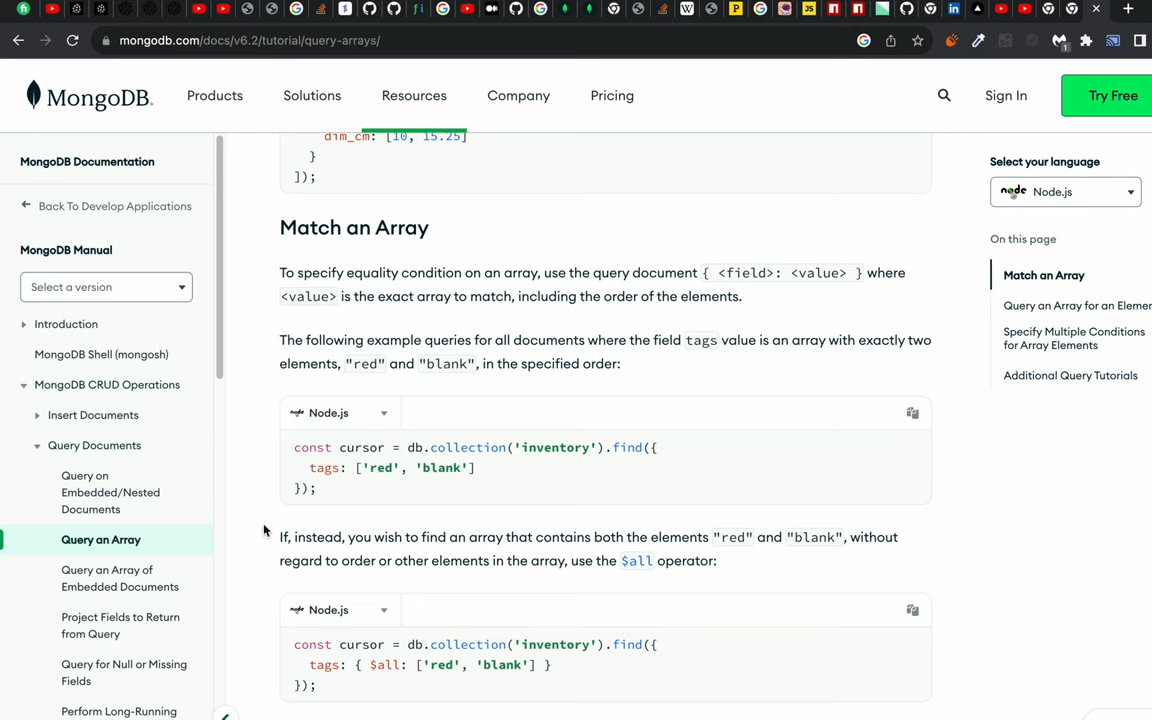 mongodb.com/docs/v6.2/tutorial/query-arrays/
MongoDB.
Products
Solutions
Resources
Company
Pricing
Sign In
Try Free
MongoDB Documentation
Back To Develop Applications
MongoDB Manual
Select a version
Introduction
MongoDB Shell (mongosh)
MongoDB CRUD Operations
Insert Documents
Query Documents
Query on
Embedded/Nested
Documents
Query an Array
Query an Array of
Embedded Documents
Project Fields to Return
from Query
Query for Null or Missing
Fields
Perform Long-Running
dim_cm: [10, 15.25]
}
]);
Match an Array
To specify equality condition on an array, use the query document { <field>: <value> } where
<value> is the exact array to match, including the order of the elements.
The following example queries for all documents where the field tags value is an array with exactly two
elements, "red" and "blank", in the specified order:
Node.js
const cursor = db.collection('inventory').find({
tags: ['red', 'blank']
});
If, instead, you wish to find an array that contains both the elements "red" and "blank", without
regard to order or other elements in the array, use the $all operator:
Node.js
const cursor = db.collection('inventory').find({
tags: { $all: ['red', 'blank'] }
});
Select your language
node Node.js
On this page
Match an Array
Query an Array for an Elemen
Specify Multiple Conditions
for Array Elements
Additional Query Tutorials